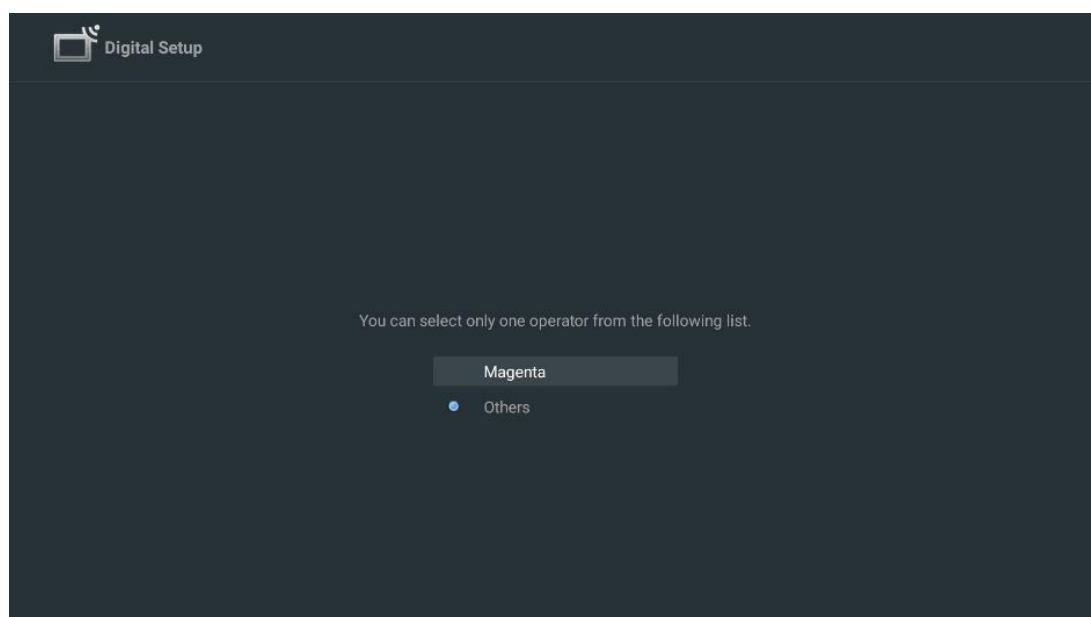 Digital Setup
You can select only one operator from the following list.
Magenta
Others